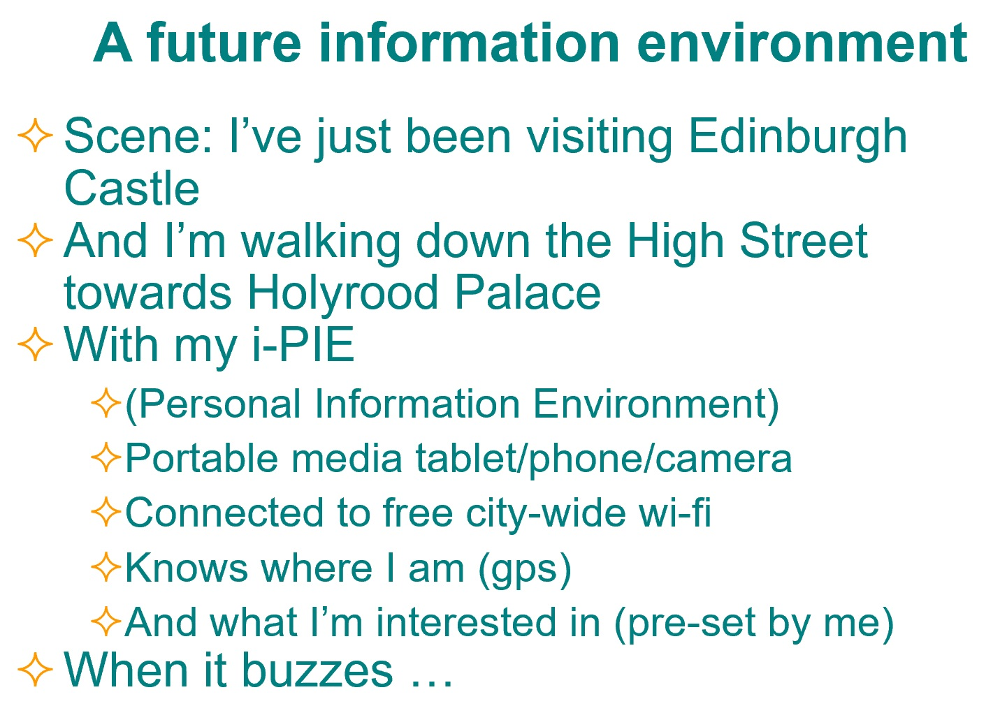 A future information environment
Scene: I’ve just been visiting Edinburgh
Castle
And I’m walking down the High Street
towards Holyrood Palace
With my i-PIE
(Personal Information Environment)
Portable media tablet/phone/camera
Connected to free city-wide wi-fi
Knows where I am (gps)
And what I’m interested in (pre-set by me)
When it buzzes …